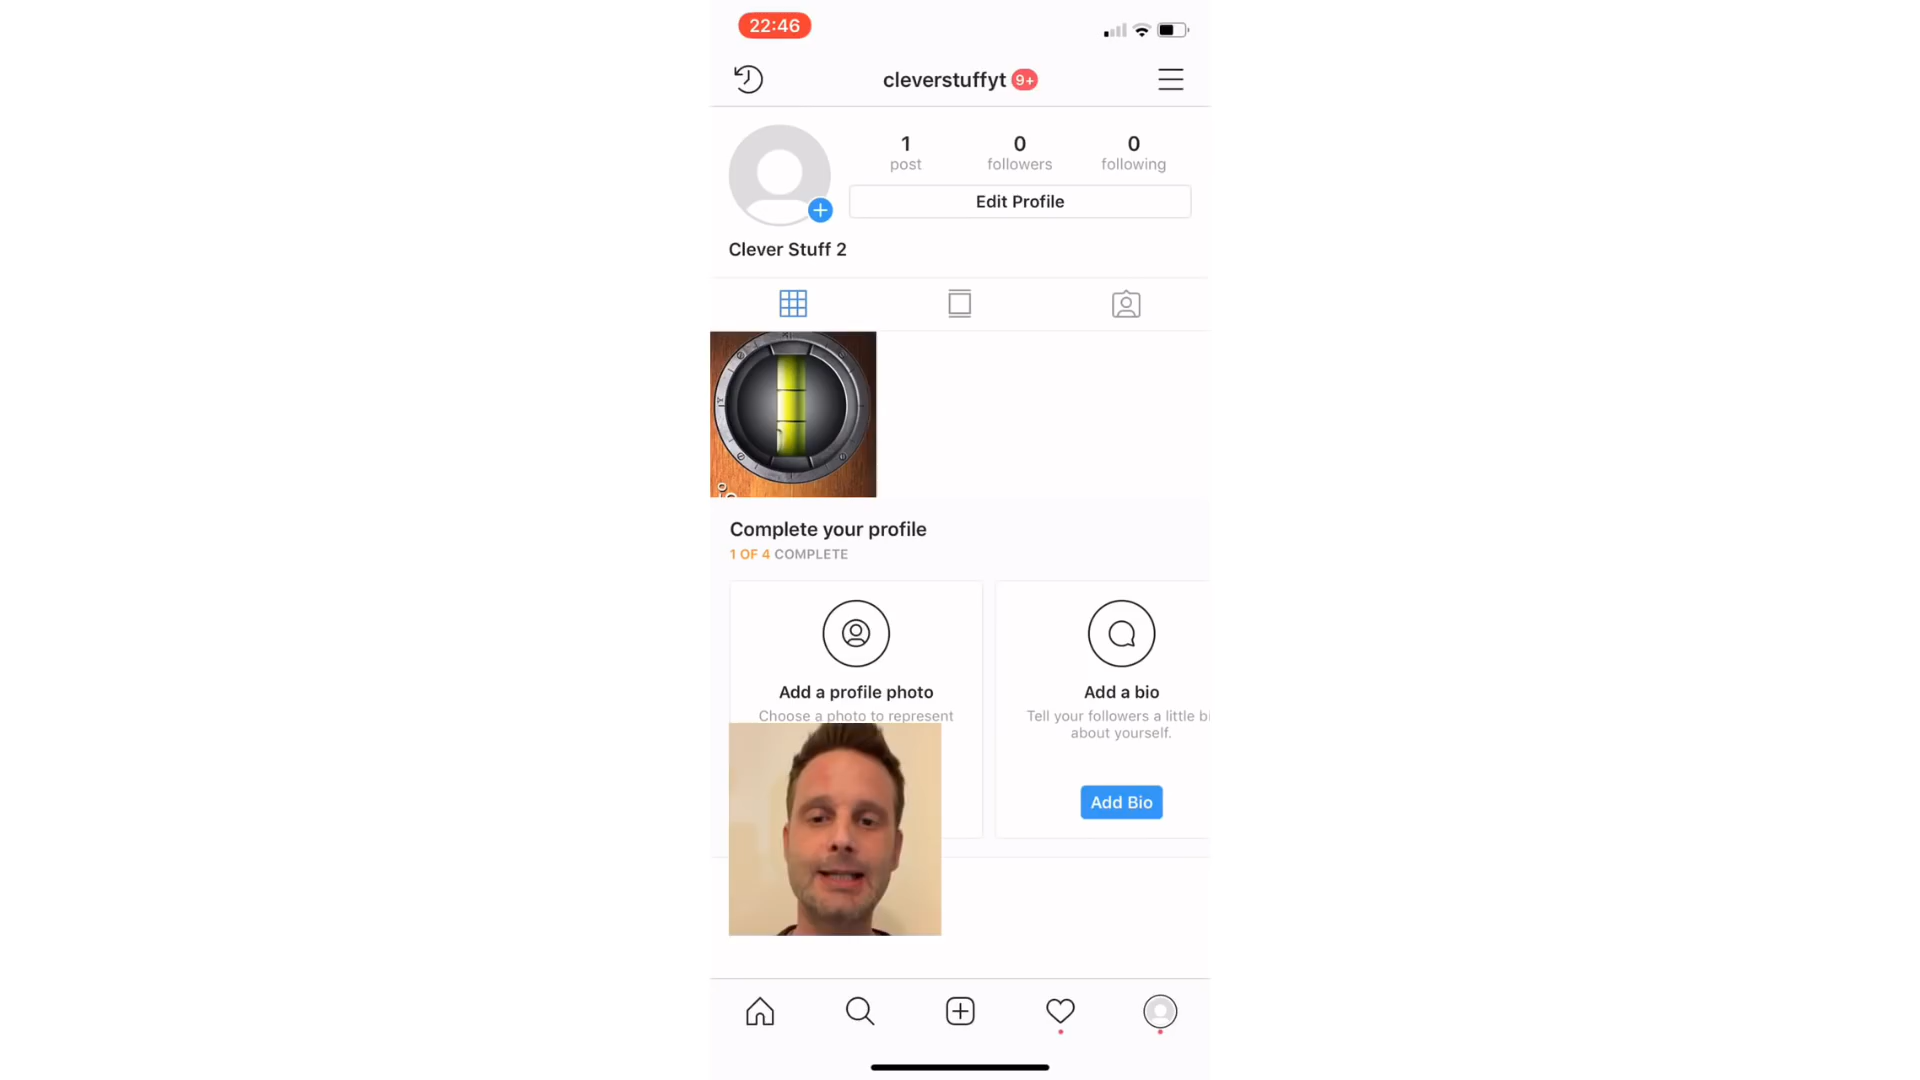 22:46
cleverstuffyt 9+
1 0 0
post followers following
Edit Profile
Clever Stuff 2
Complete your profile
1 OF 4 COMPLETE
Add a profile photo
Choose a photo to represent
Add a bio
Tell your followers a little bi
about yourself.
Add Bio